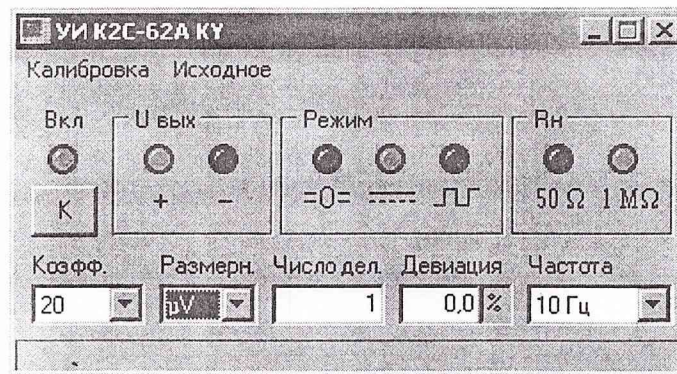 УИ К2С-62А КУ
Калибровка Исходное
Вкл U вых Режим Rн
+ − =0= 50 Ω 1 MΩ
К
Коэфф. Размерн. Число дел. Девиация Частота
20 μV 1 0,0 % 10 Гц